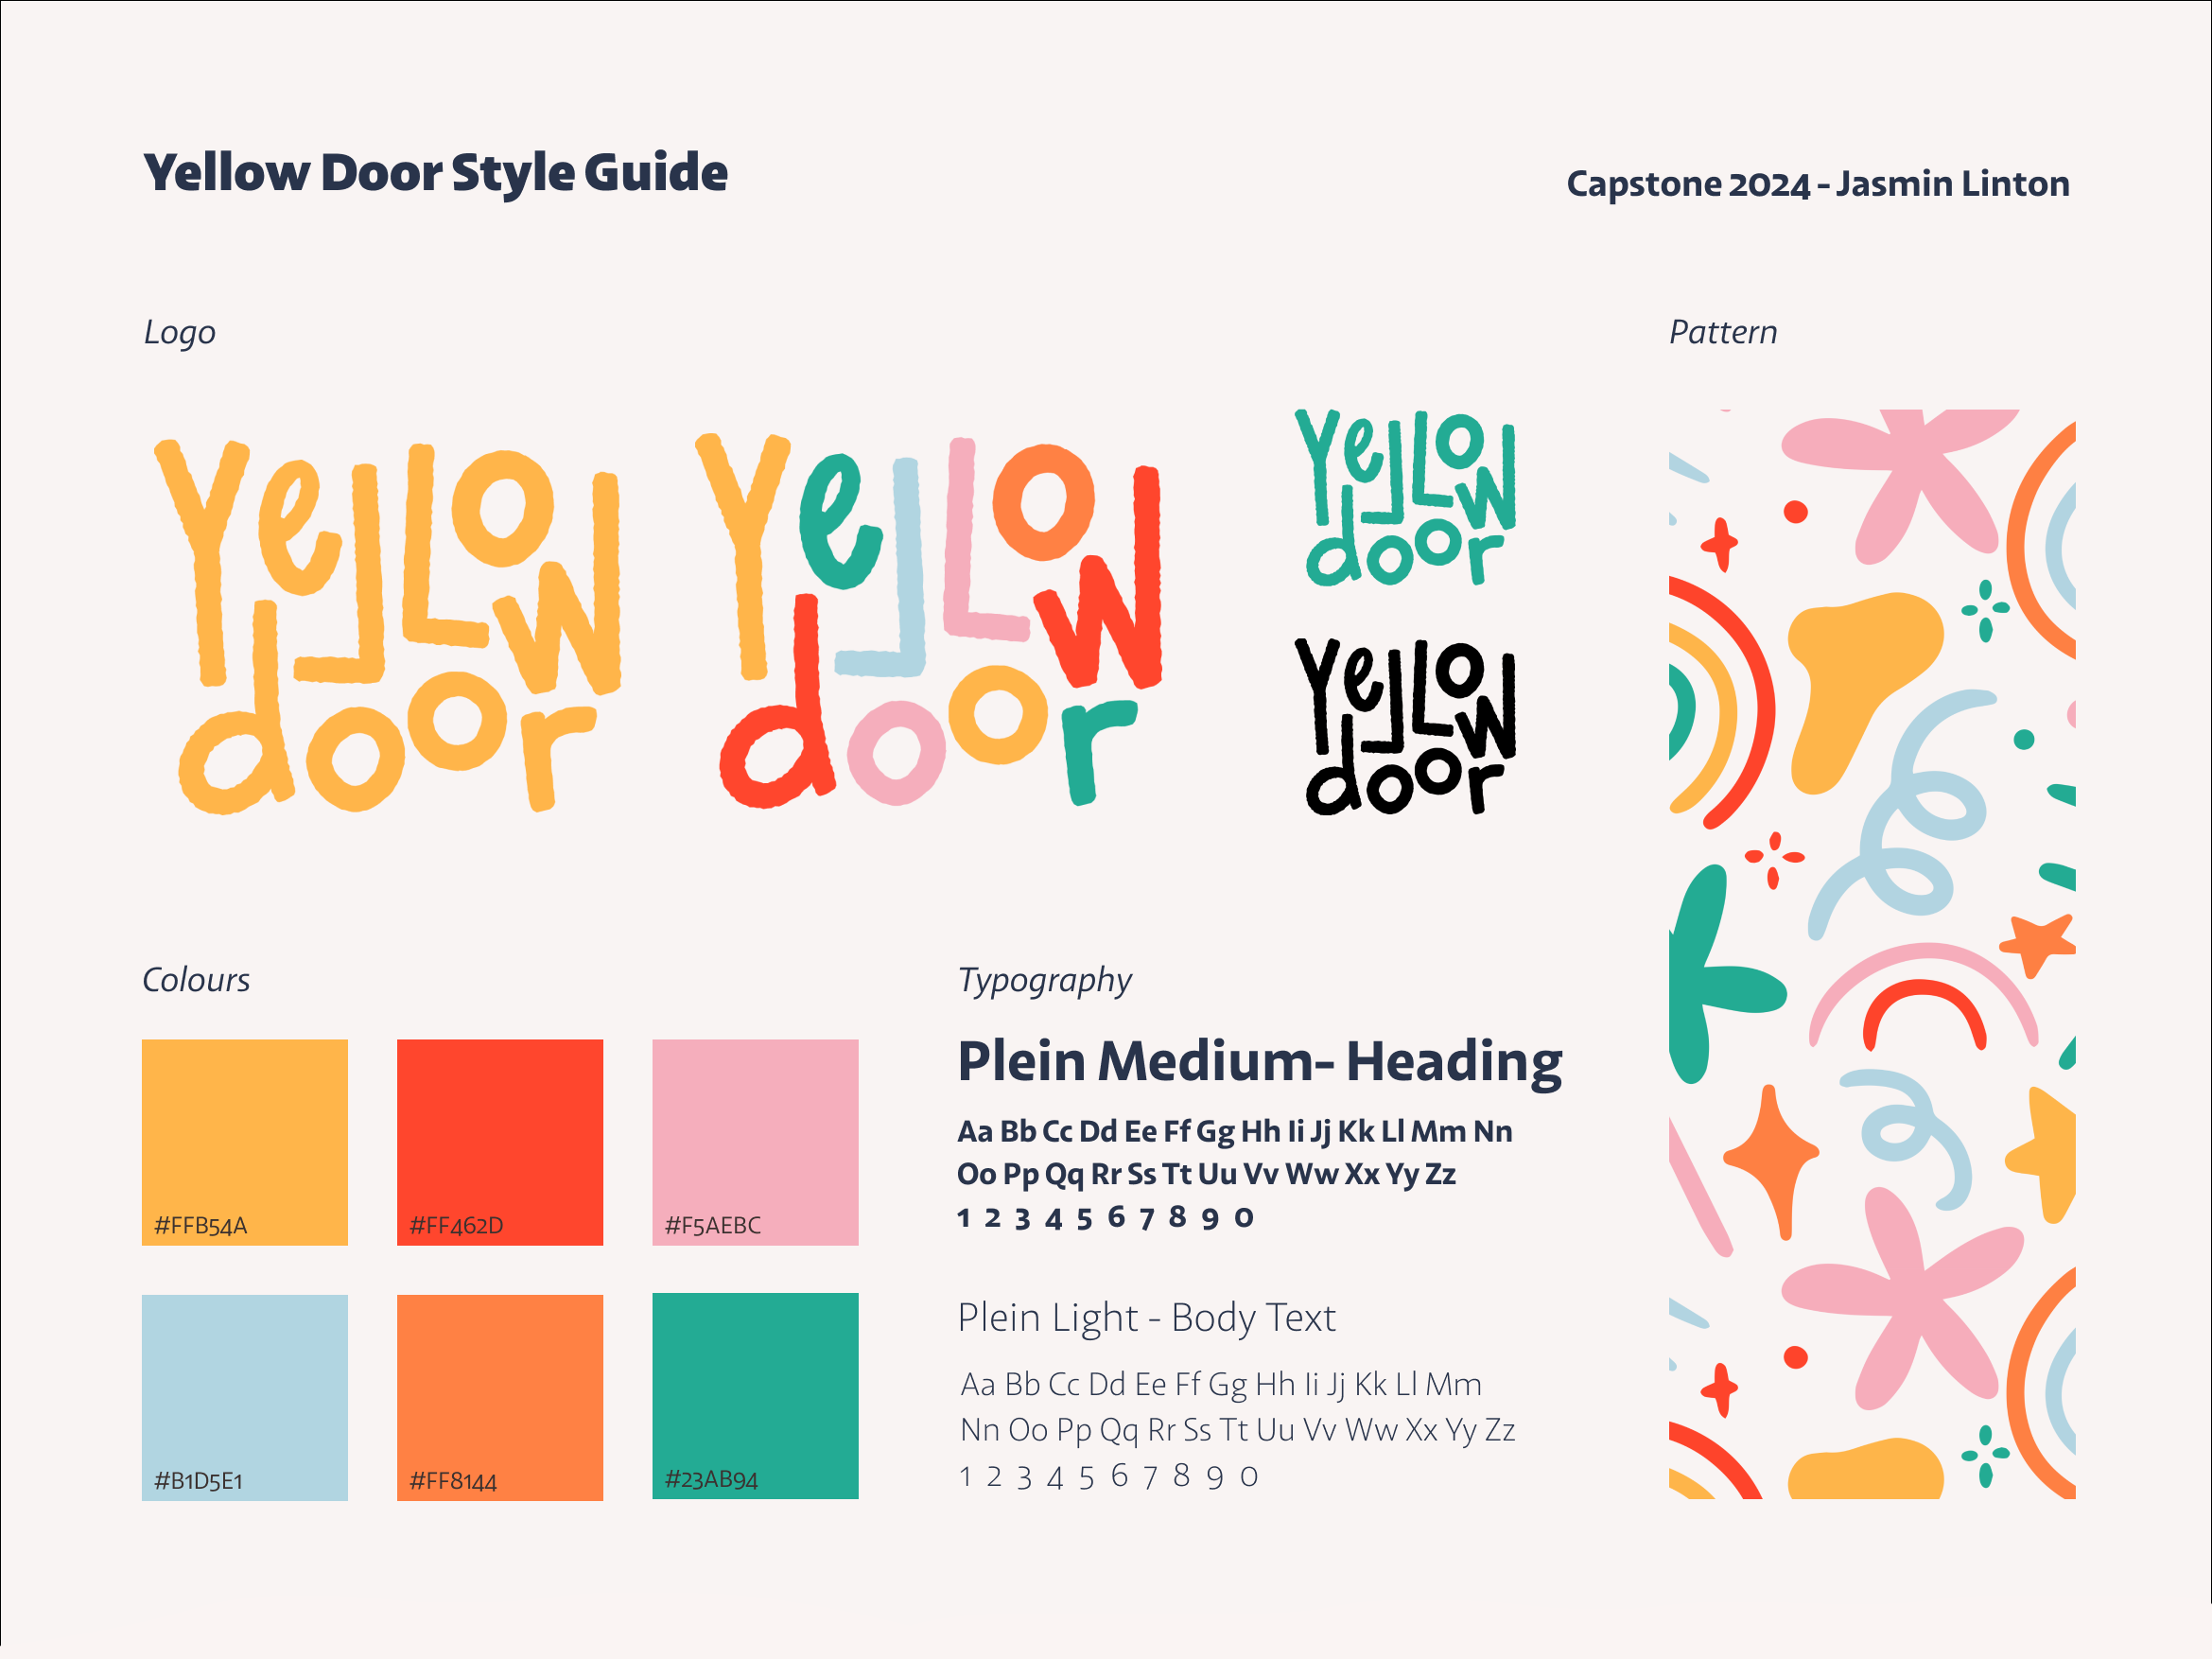 Yellow Door Style Guide
Capstone 2024 - Jasmin Linton
Logo
Pattern
Yellow
door
Yellow
door
Yellow
door
Yellow
door
Colours
#FFB54A
#FF462D
#F5AEBC
#B1D5E1
#FF8144
#23AB94
Typography
Plein Medium- Heading
Aa Bb Cc Dd Ee Ff Gg Hh Ii Jj Kk Ll Mm Nn
Oo Pp Qq Rr Ss Tt Uu Vv Ww Xx Yy Zz
1 2 3 4 5 6 7 8 9 0
Plein Light - Body Text
Aa Bb Cc Dd Ee Ff Gg Hh Ii Jj Kk Ll Mm
Nn Oo Pp Qq Rr Ss Tt Uu Vv Ww Xx Yy Zz
1 2 3 4 5 6 7 8 9 0